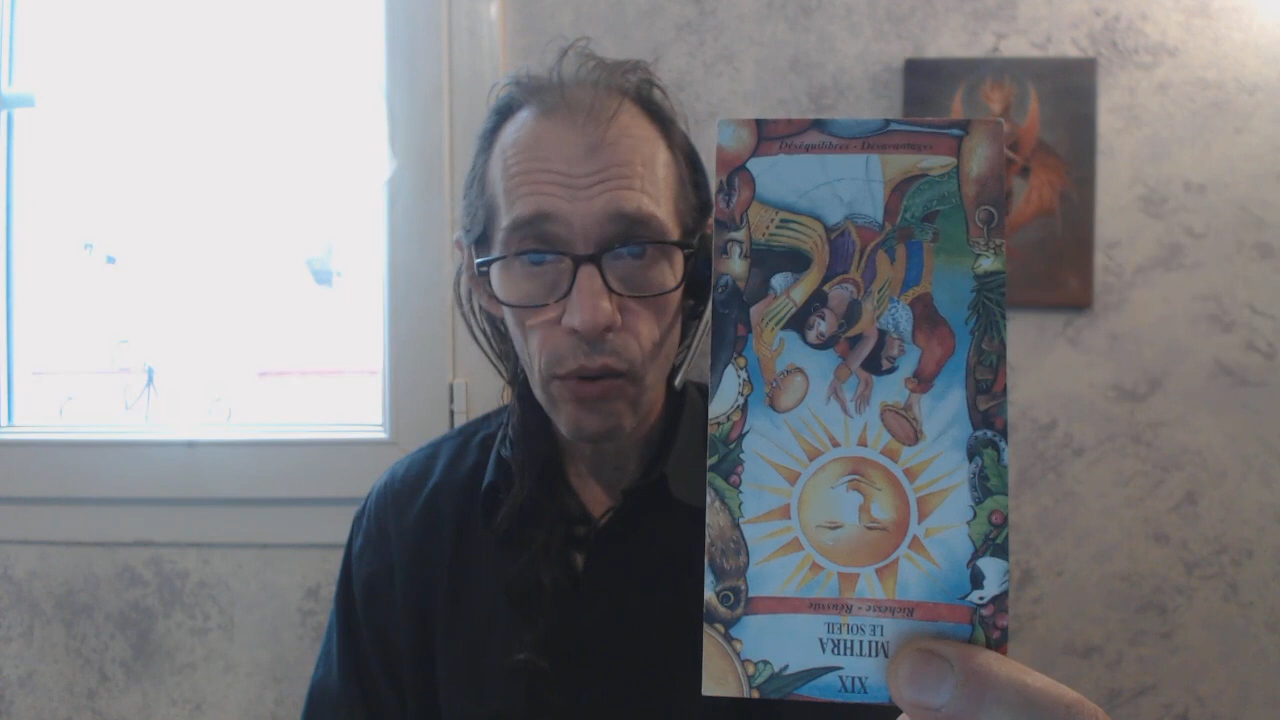 Déséquilibres - Désavantages
Richesse - Réussite
LE SOLEIL
MITHRA
XIX